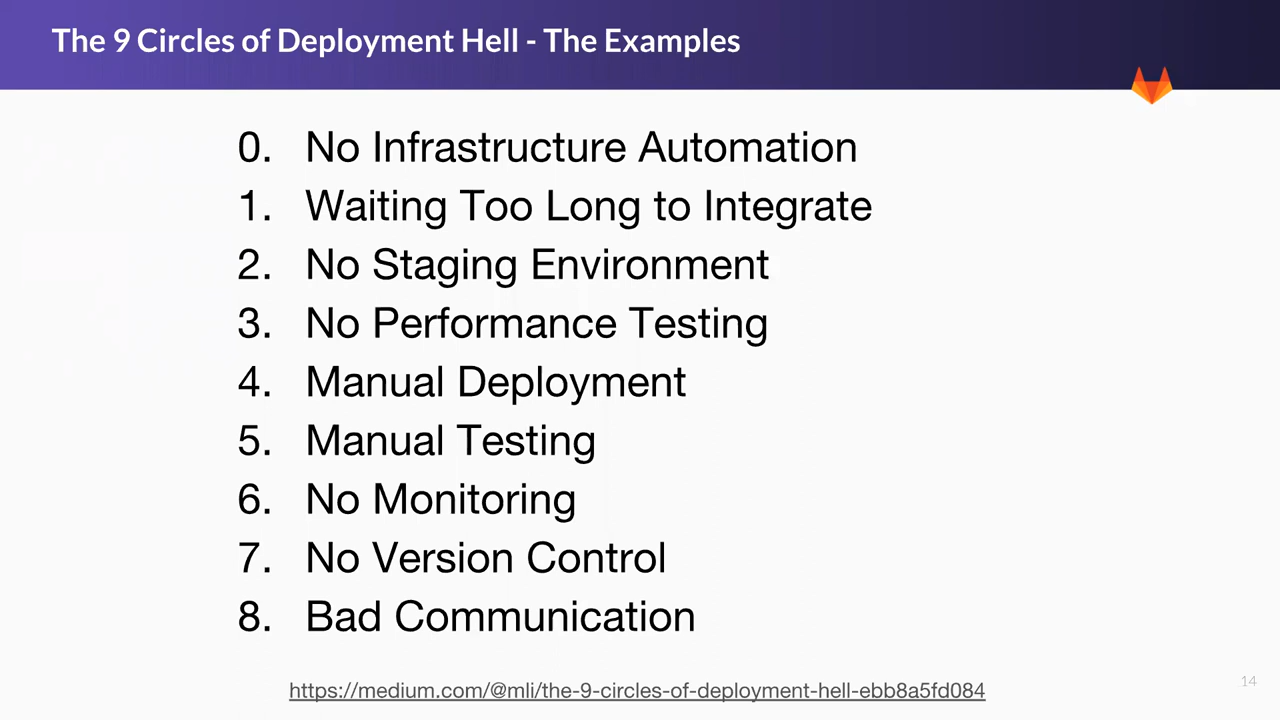 The 9 Circles of Deployment Hell - The Examples
0. No Infrastructure Automation
1. Waiting Too Long to Integrate
2. No Staging Environment
3. No Performance Testing
4. Manual Deployment
5. Manual Testing
6. No Monitoring
7. No Version Control
8. Bad Communication
https://medium.com/@mli/the-9-circles-of-deployment-hell-ebb8a5fd084
14